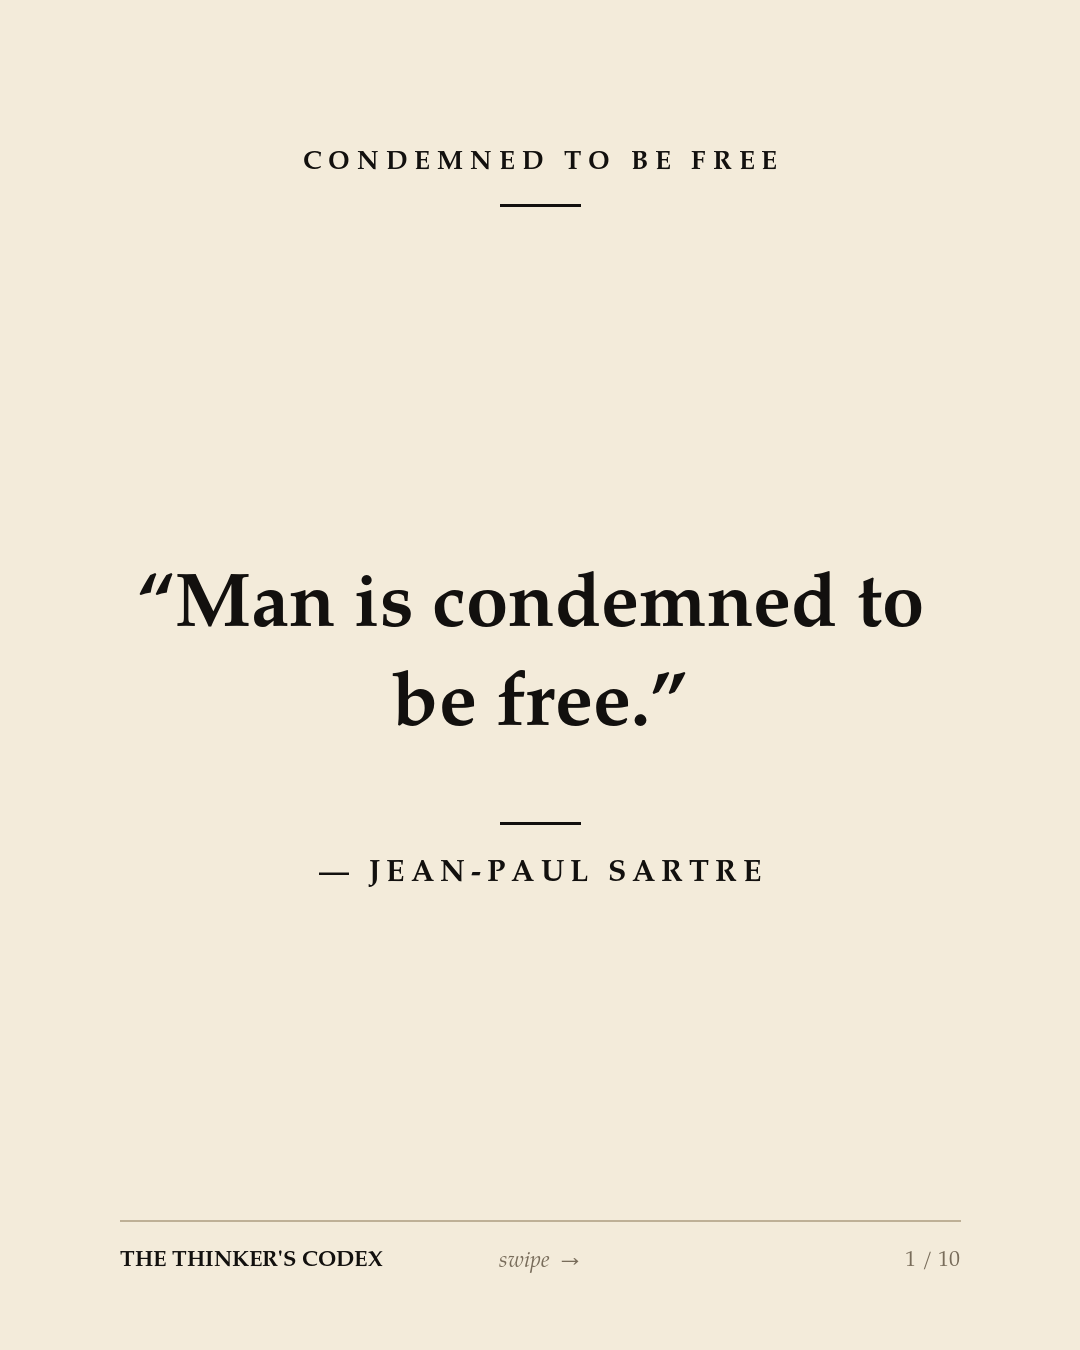 CONDEMNED TO BE FREE
“Man is condemned to
be free.”
— JEAN-PAUL SARTRE
THE THINKER'S CODEX
swipe →
1 / 10